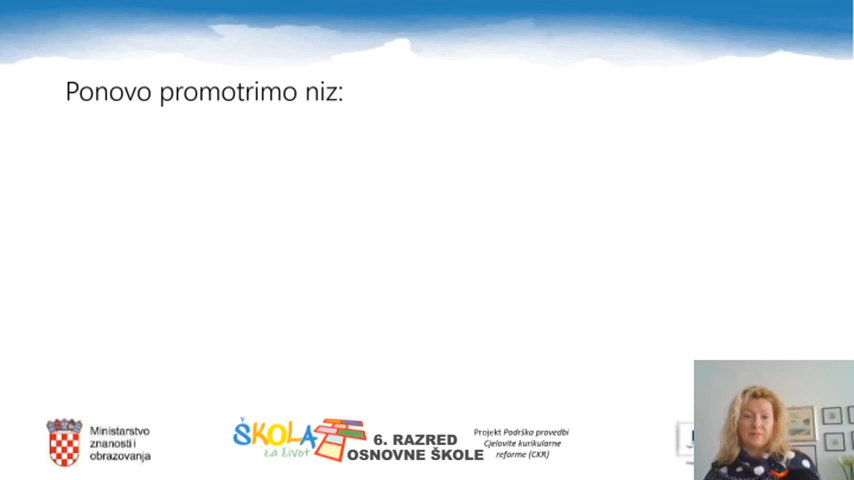 Ponovo promotrimo niz:
Ministarstvo
znanosti i
obrazovanja
ŠKOLA
za život
6. RAZRED
OSNOVNE ŠKOLE
Projekt Podrška provedbi
Cjelovite kurikularne
reforme (CKR)